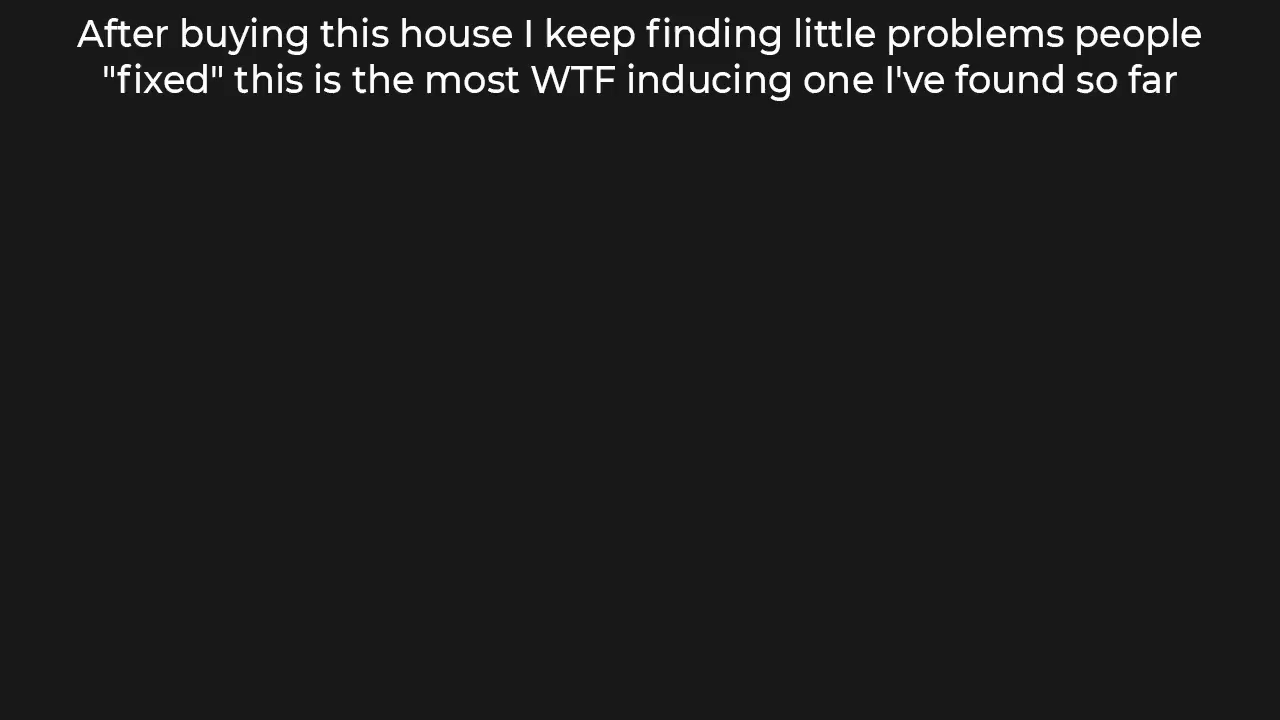 After buying this house I keep finding little problems people
"fixed" this is the most WTF inducing one I've found so far